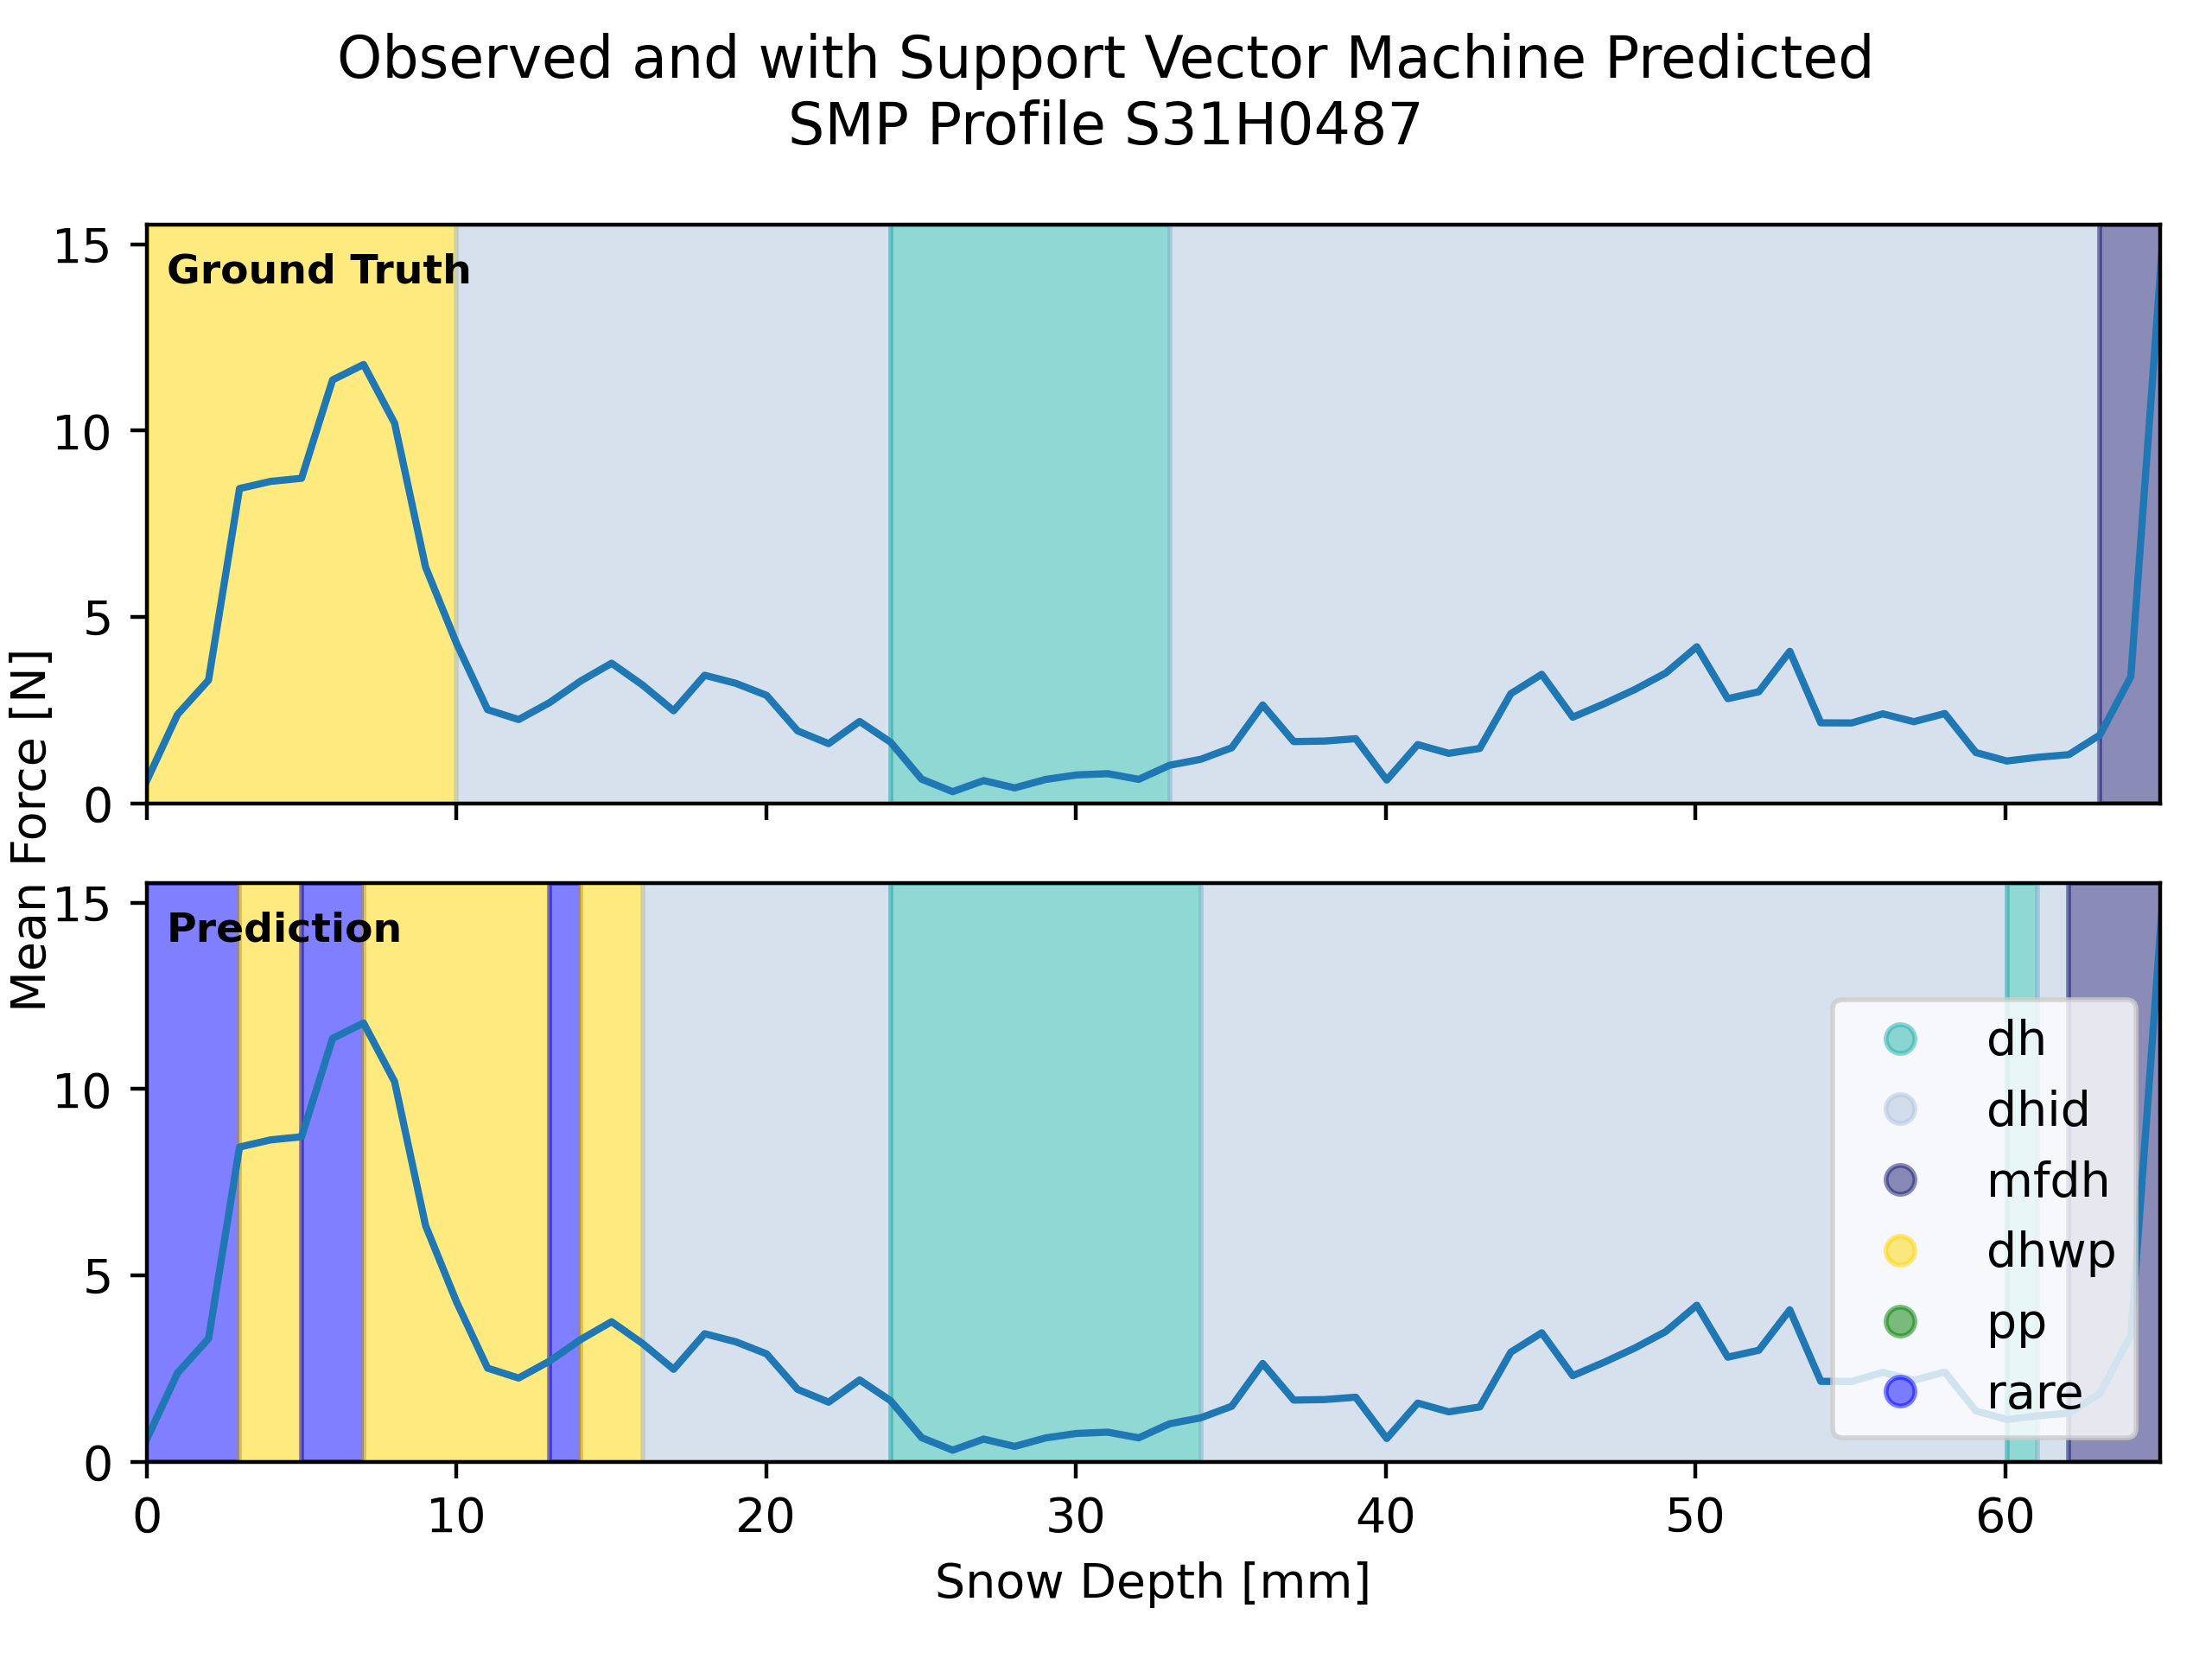 Observed and with Support Vector Machine Predicted
SMP Profile S31H0487
Mean Force [N]
15
10
5
0
Ground Truth
15
10
5
0
Prediction
dh
dhid
mfdh
dhwp
pp
rare
0 10 20 30 40 50 60
Snow Depth [mm]